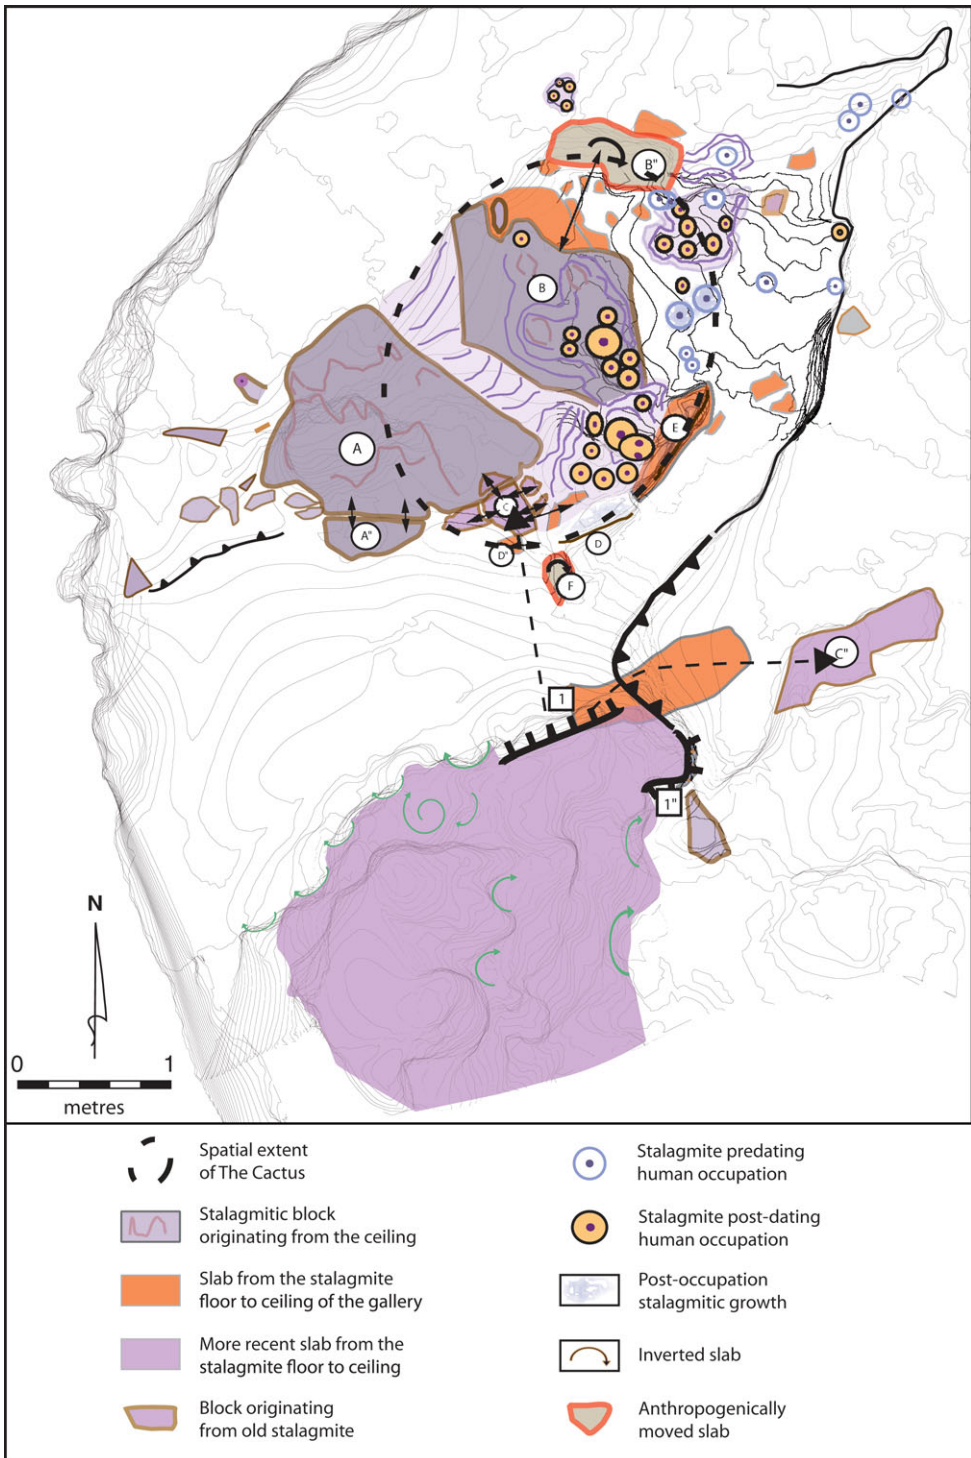 B"
B
A
E
C
A"
D"
D
F
C"
1
1"
N
0 1
metres
Spatial extent
of The Cactus
Stalagmitic block
originating from the ceiling
Slab from the stalagmite
floor to ceiling of the gallery
More recent slab from the
stalagmite floor to ceiling
Block originating
from old stalagmite
Stalagmite predating
human occupation
Stalagmite post-dating
human occupation
Post-occupation
stalagmitic growth
Inverted slab
Anthropogenically
moved slab